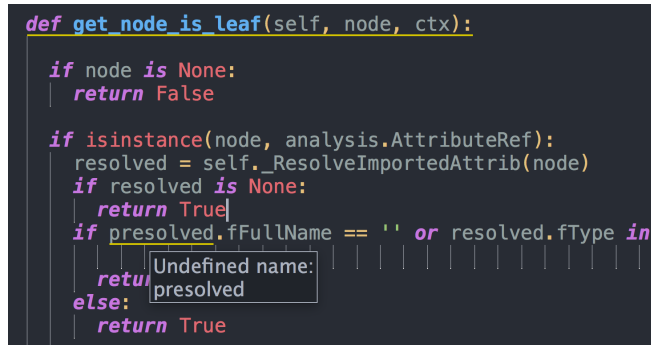 def get_node_is_leaf(self, node, ctx):
if node is None:
return False
if isinstance(node, analysis.AttributeRef):
resolved = self._ResolveImportedAttrib(node)
if resolved is None:
return True
if presolved.fFullName == '' or resolved.fType in
Undefined name:
presolved
else:
return True